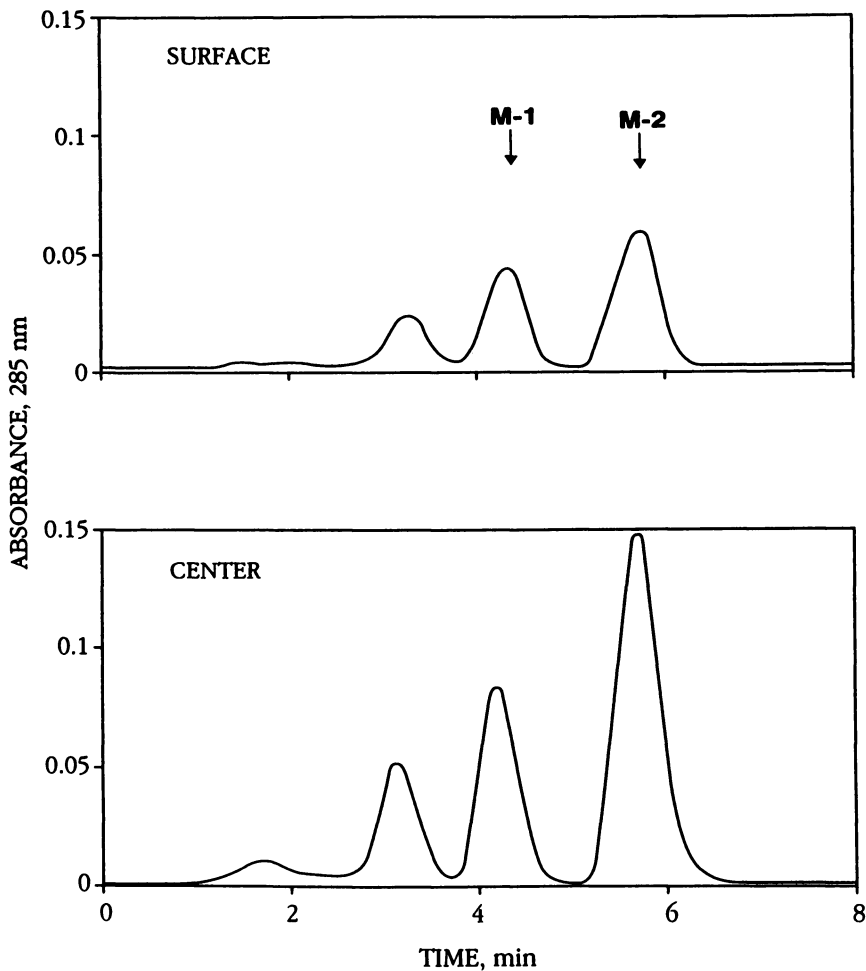 0.15
SURFACE
M-1 M-2
0.1
0.05
0
ABSORBANCE, 285 nm
0.15
CENTER
0.1
0.05
0
0 2 4 6 8
TIME, min